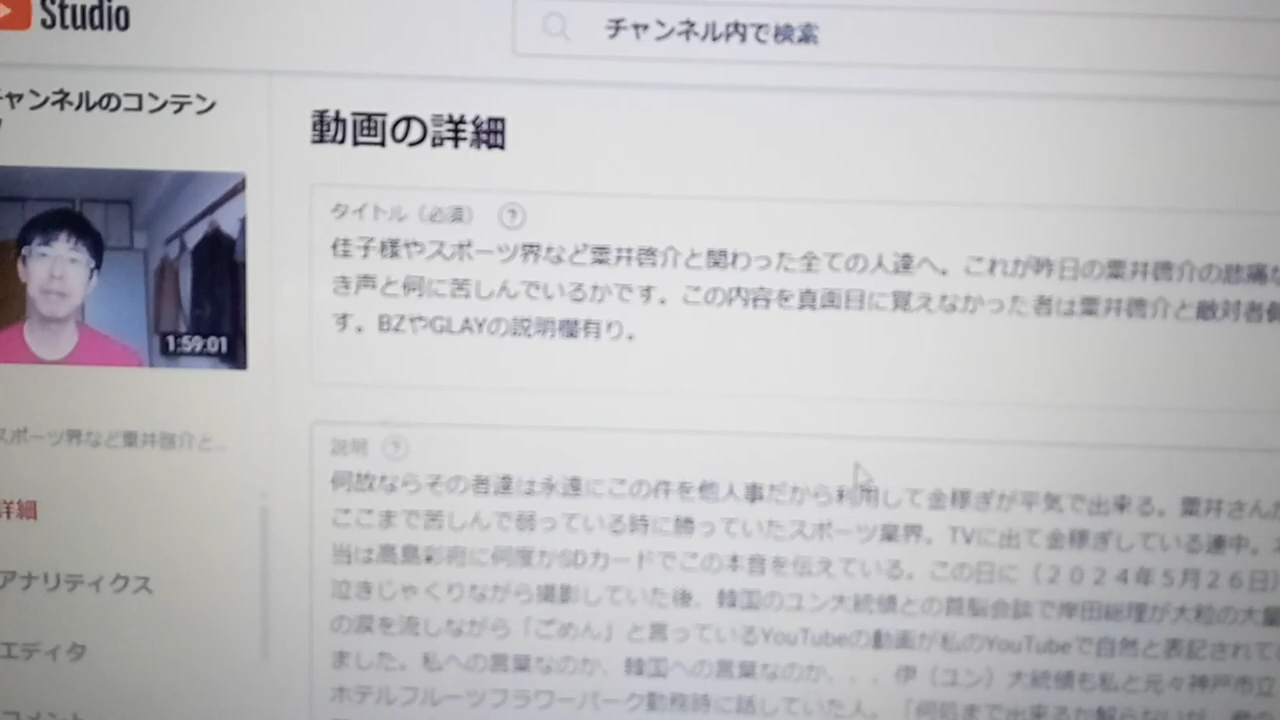 Studio
チャンネル内で検索
チャンネルのコンテン
動画の詳細
タイトル（必須）
佳子様やスポーツ界など粟井啓介と関わった全ての人達へ。これが昨日の粟井啓介の悲痛な
き声と何に苦しんでいるかです。この内容を真面目に覚えなかった者は粟井啓介と敵対者
す。BZやGLAYの説明欄有り。
1:59:01
スポーツ界など粟井啓介と...
説明
何故ならその者達は永遠にこの件を他人事だから利用して金稼ぎが平気で出来る。粟井さんが
ここまで苦しんで弱っている時に勝っていたスポーツ業界。TVに出て金稼ぎしている連中。
当は高島彩宛に何度かSDカードでこの本音を伝えている。この日に（２０２４年５月２６日）
泣きじゃくりながら撮影していた後、韓国のユン大統領との首脳会談で岸田総理が大粒の大量
の涙を流しながら「ごめん」と言っているYouTubeの動画が私のYouTubeで自然と表記されて
ました。私への言葉なのか、韓国への言葉なのか、．．伊（ユン）大統領も私と元々神戸市立
ホテルフルーツフラワーパーク勤務時に話していた人。
詳細
アナリティクス
エディタ
コメント